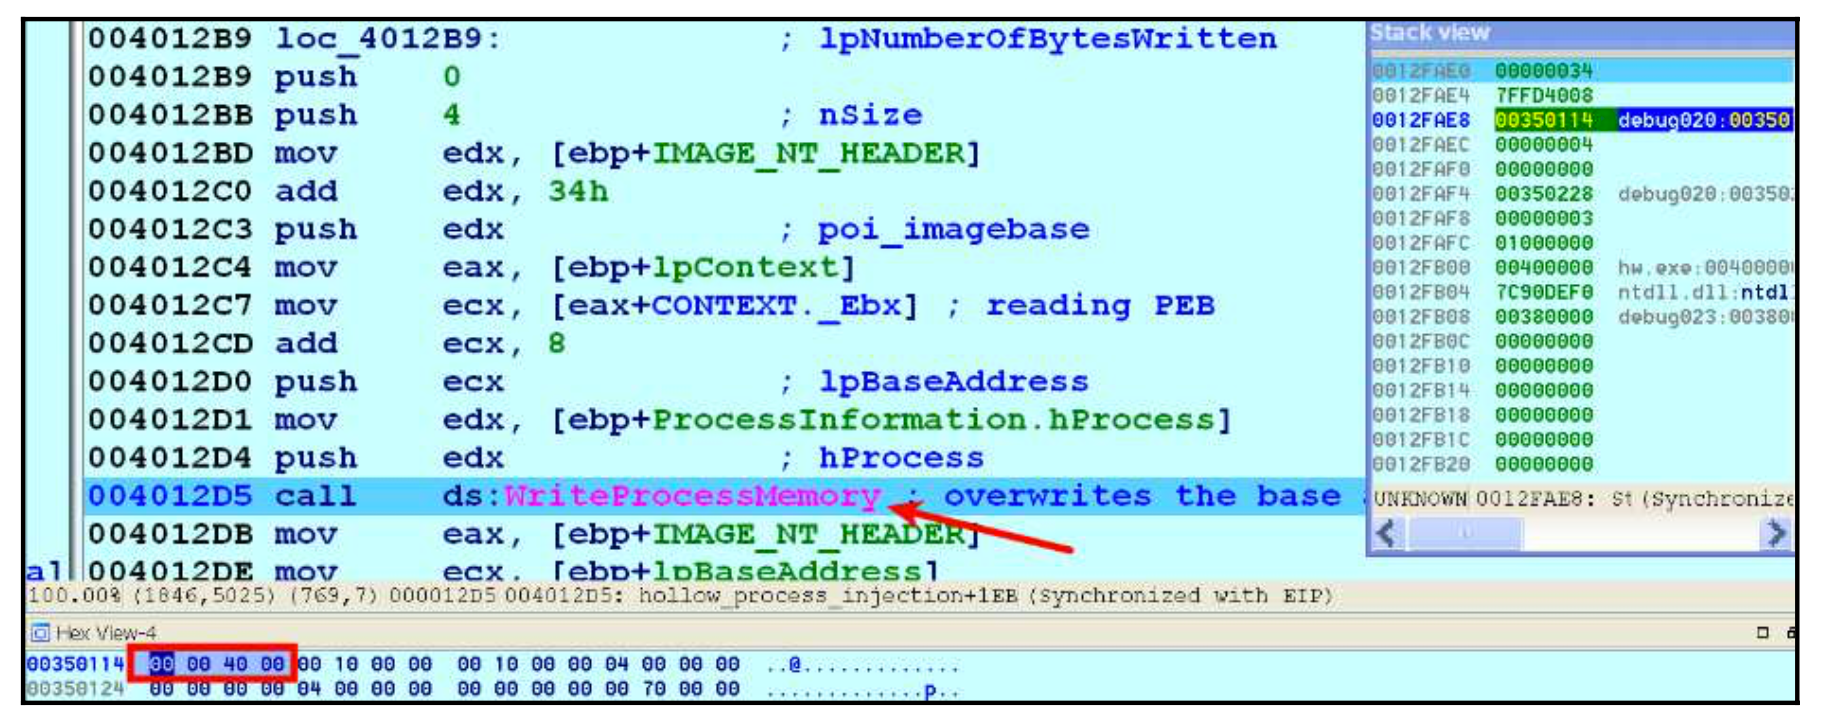 004012B9 loc_4012B9: ; lpNumberOfBytesWritten
004012B9 push 0
004012BB push 4 ; nSize
004012BD mov edx, [ebp+IMAGE_NT_HEADER]
004012C0 add edx, 34h
004012C3 push edx ; poi_imagebase
004012C4 mov eax, [ebp+lpContext]
004012C7 mov ecx, [eax+CONTEXT._Ebx] ; reading PEB
004012CD add ecx, 8
004012D0 push ecx ; lpBaseAddress
004012D1 mov edx, [ebp+ProcessInformation.hProcess]
004012D4 push edx ; hProcess
004012D5 call ds:WriteProcessMemory ; overwrites the base
004012DB mov eax, [ebp+IMAGE_NT_HEADER]
al 004012DE mov ecx, [ebp+lpBaseAddress]
100.00% (1846,5025) (769,7) 000012D5 004012D5: hollow_process_injection+1EB (Synchronized with EIP)
Stack view
0012FAE0 00000034
0012FAE4 7FFD4008
0012FAE8 00350114 debug020:00350
0012FAEC 00000004
0012FAF0 00000000
0012FAF4 00350228 debug020:00350
0012FAF8 00000003
0012FAFC 01000000
0012FB00 00400000 hw.exe:0040000
0012FB04 7C90DEF0 ntdll.dll:ntdl
0012FB08 00380000 debug023:00380
0012FB0C 00000000
0012FB10 00000000
0012FB14 00000000
0012FB18 00000000
0012FB1C 00000000
0012FB20 00000000
UNKNOWN 0012FAE8: St (Synchronize
Hex View-4
00350114 00 00 40 00 00 10 00 00 00 10 00 00 04 00 00 00 ..@.............
00350124 00 00 00 00 04 00 00 00 00 00 00 00 00 70 00 00 .............p..